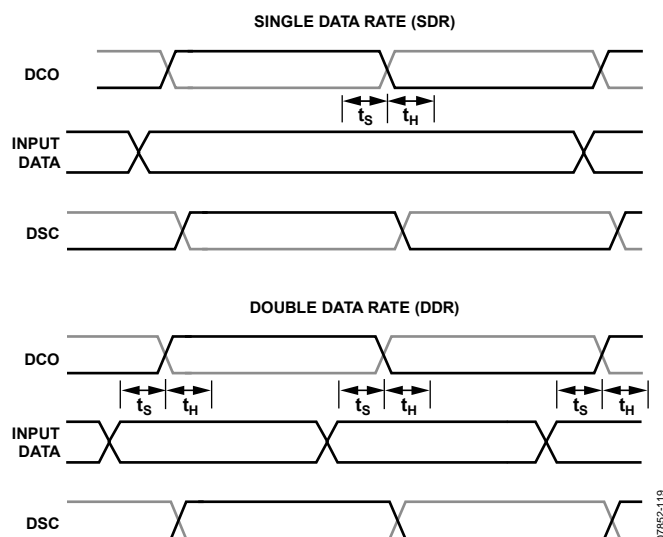 SINGLE DATA RATE (SDR)
DCO
tS tH
INPUT
DATA
DSC
DOUBLE DATA RATE (DDR)
DCO
tS tH tS tH tS tH
INPUT
DATA
DSC
07852-119